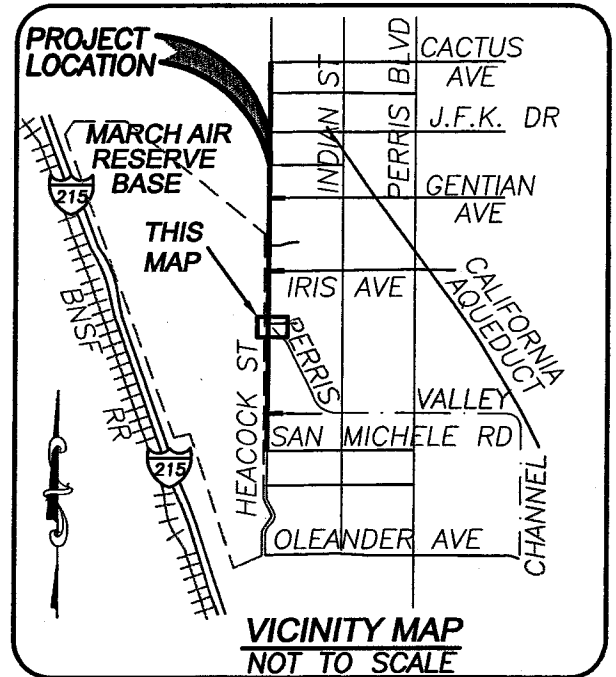 PROJECT
LOCATION
CACTUS
AVE
INDIAN ST
PERRIS BLVD
J.F.K. DR
MARCH AIR
RESERVE
BASE
GENTIAN
AVE
215
THIS
MAP
IRIS AVE
CALIFORNIA
AQUEDUCT
BNSF RR
HEACOCK ST
PERRIS
VALLEY
CHANNEL
SAN MICHELE RD
215
OLEANDER AVE
VICINITY MAP
NOT TO SCALE